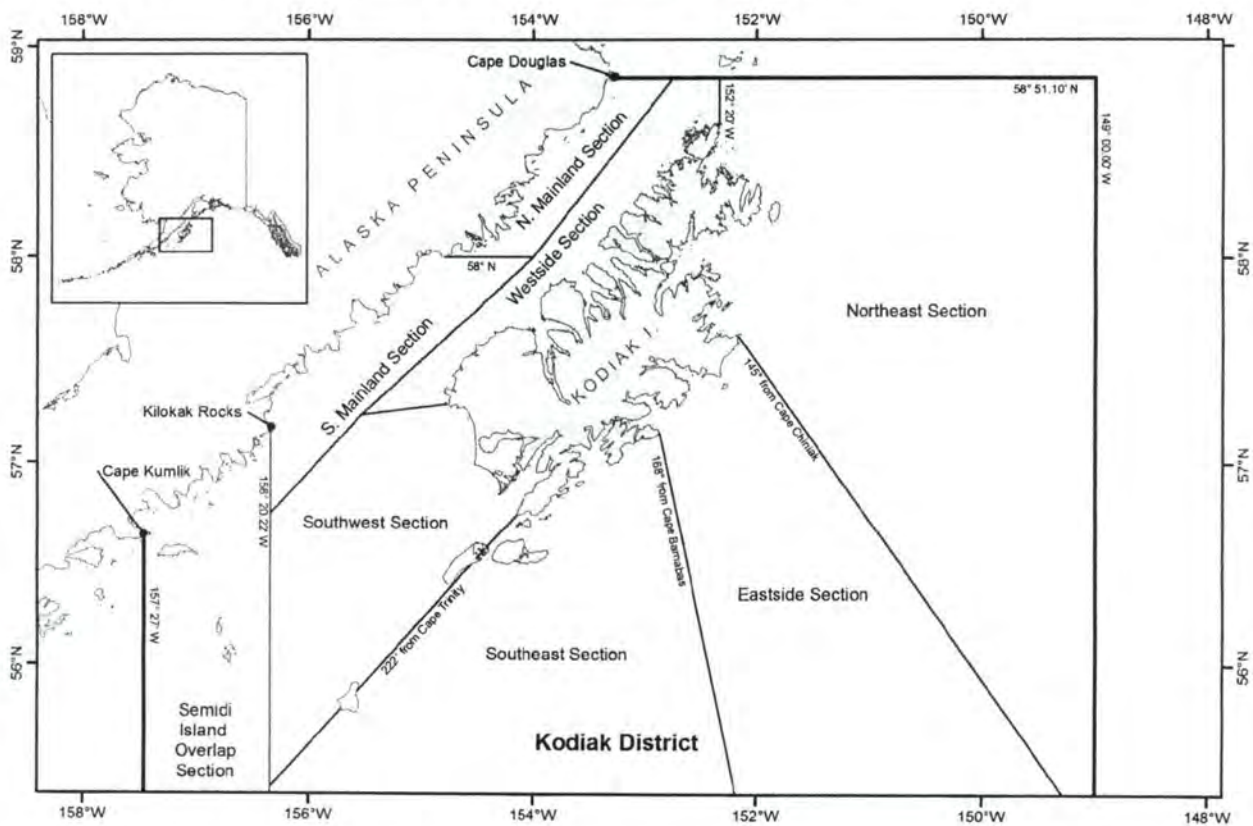 158°W
156°W
154°W
152°W
150°W
148°W
59°N
58°N
57°N
56°N
58°N
57°N
56°N
Cape Douglas
58° 51.10' N
152° 20' W
149° 00.00' W
ALASKA PENINSULA
N. Mainland Section
58° N
Westside Section
KODIAK I.
Northeast Section
S. Mainland Section
Kilokak Rocks
145° from Cape Chiniak
Cape Kumlik
156° 20.22' W
Southwest Section
168° from Cape Barnabas
157° 27' W
222° from Cape Trinity
Eastside Section
Southeast Section
Semidi
Island
Overlap
Section
Kodiak District
158°W
156°W
154°W
152°W
150°W
148°W